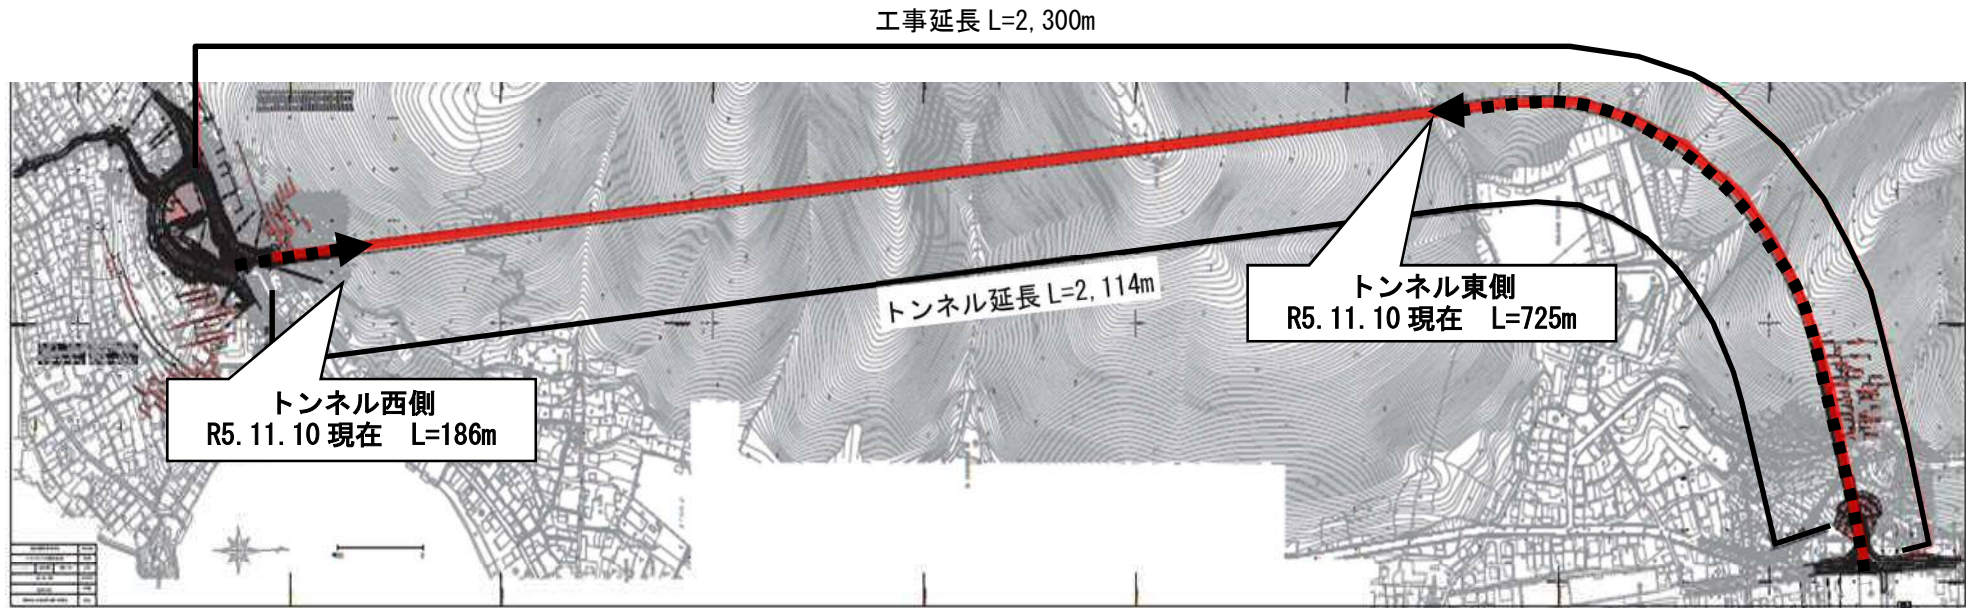 工事延長 L=2,300m
トンネル東側
R5.11.10 現在 L=725m
トンネル延長 L=2,114m
トンネル西側
R5.11.10 現在 L=186m